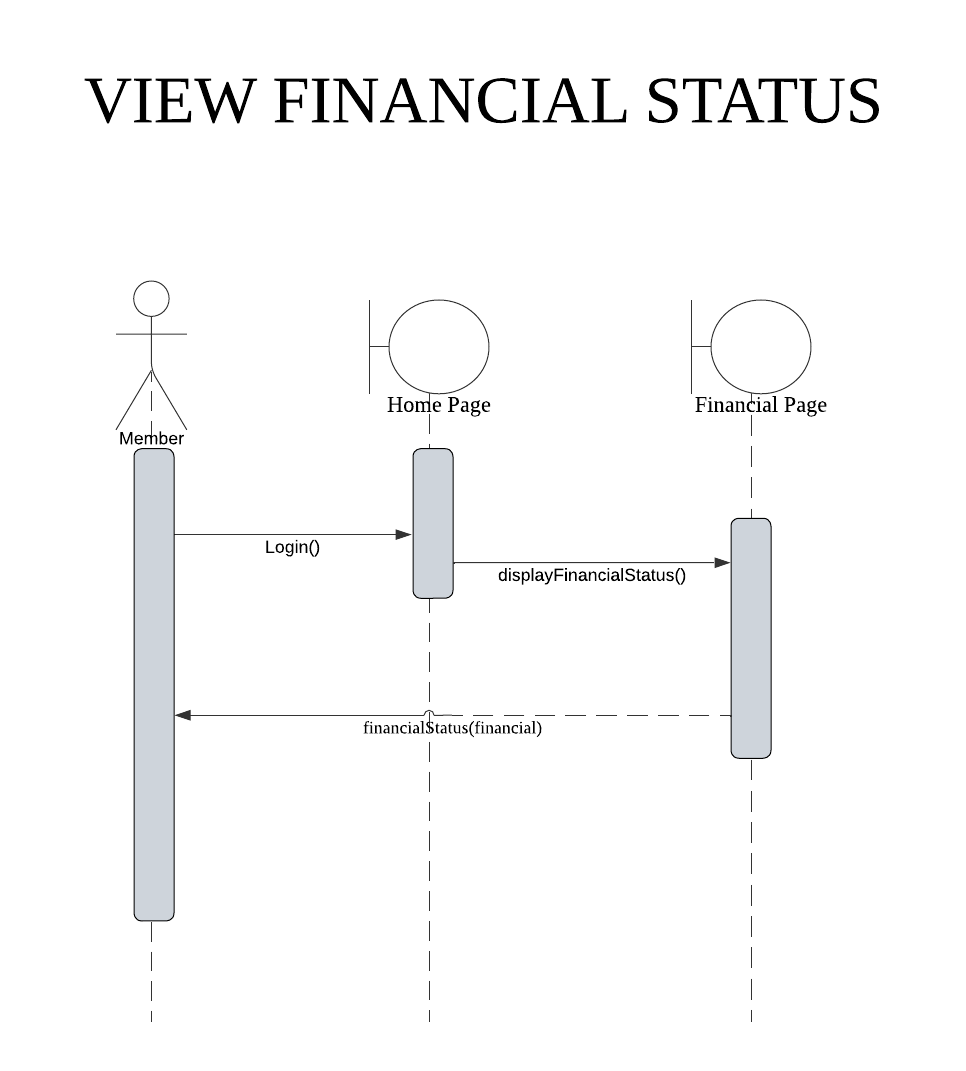 VIEW FINANCIAL STATUS
Home Page
Financial Page
Member
Login()
displayFinancialStatus()
financialStatus(financial)